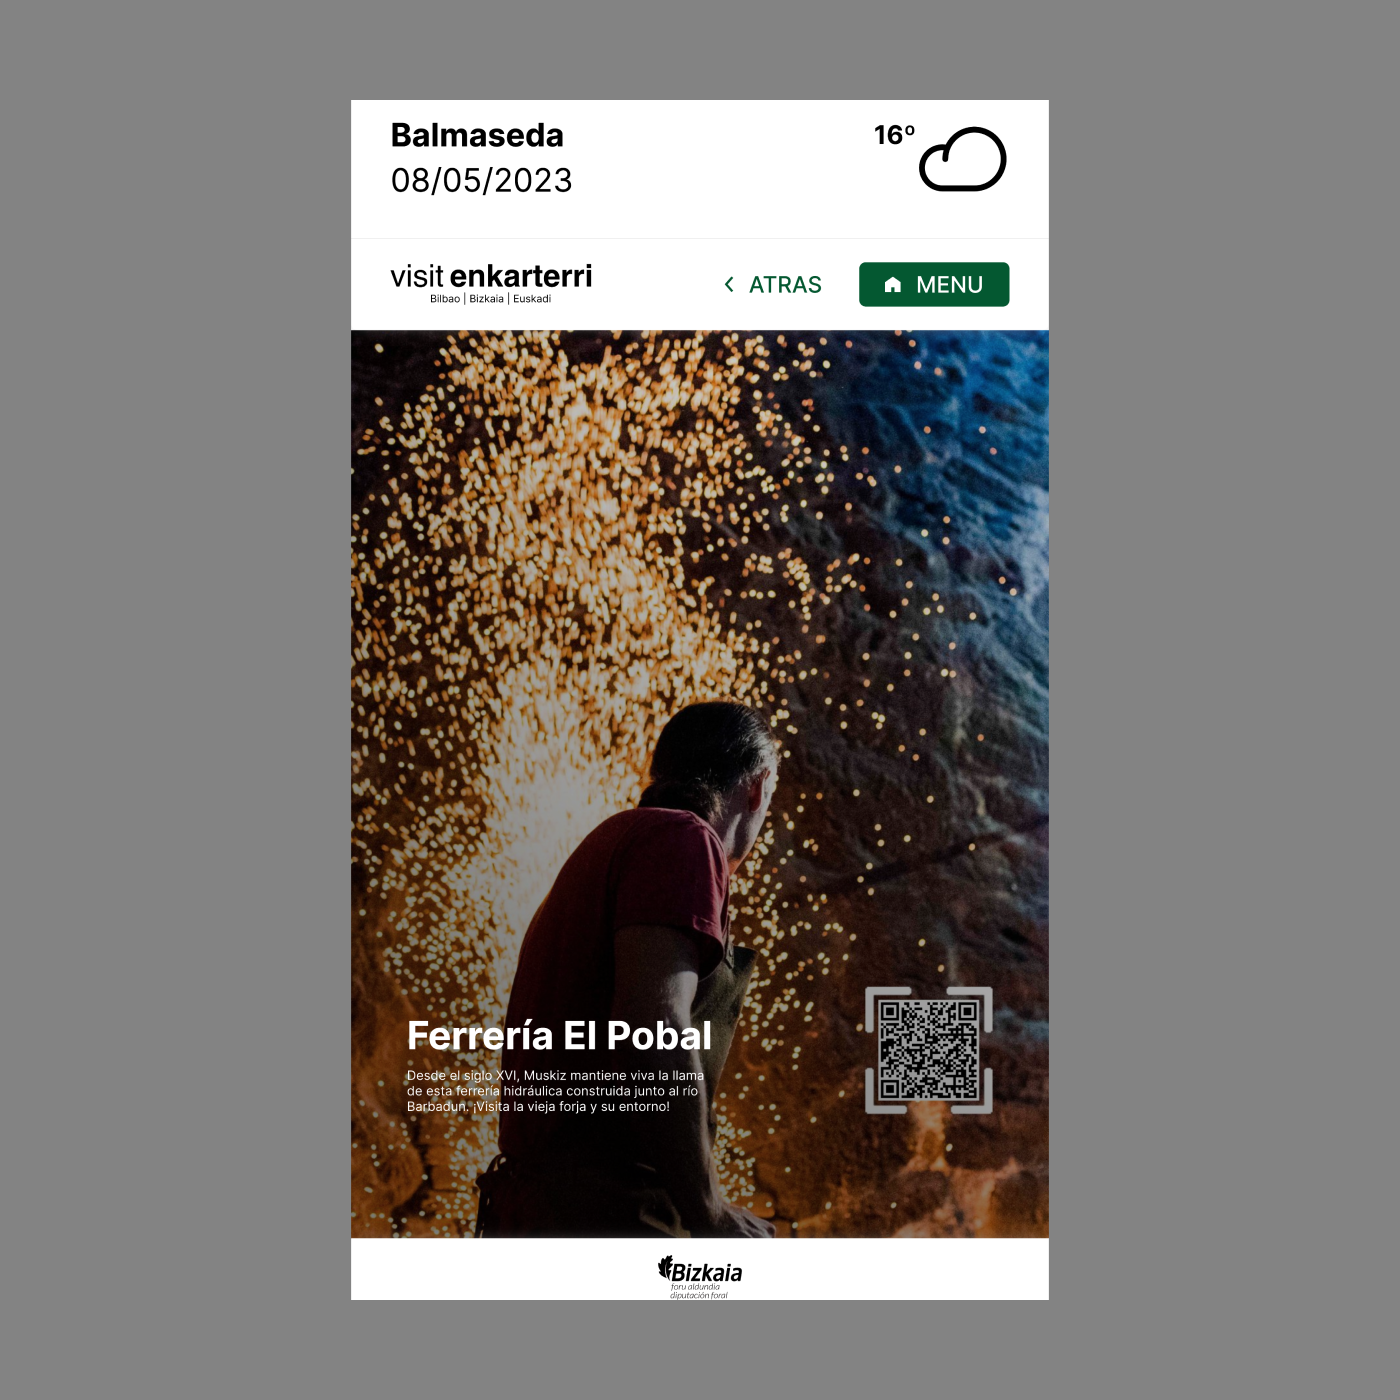 Balmaseda
08/05/2023
16º
visit enkarterri
Bilbao | Bizkaia | Euskadi
ATRAS
MENU
Ferrería El Pobal
Desde el siglo XVI, Muskiz mantiene viva la llama
de esta ferrería hidráulica construida junto al río
Barbadun. ¡Visita la vieja forja y su entorno!
Bizkaia
foru aldundia
diputación foral